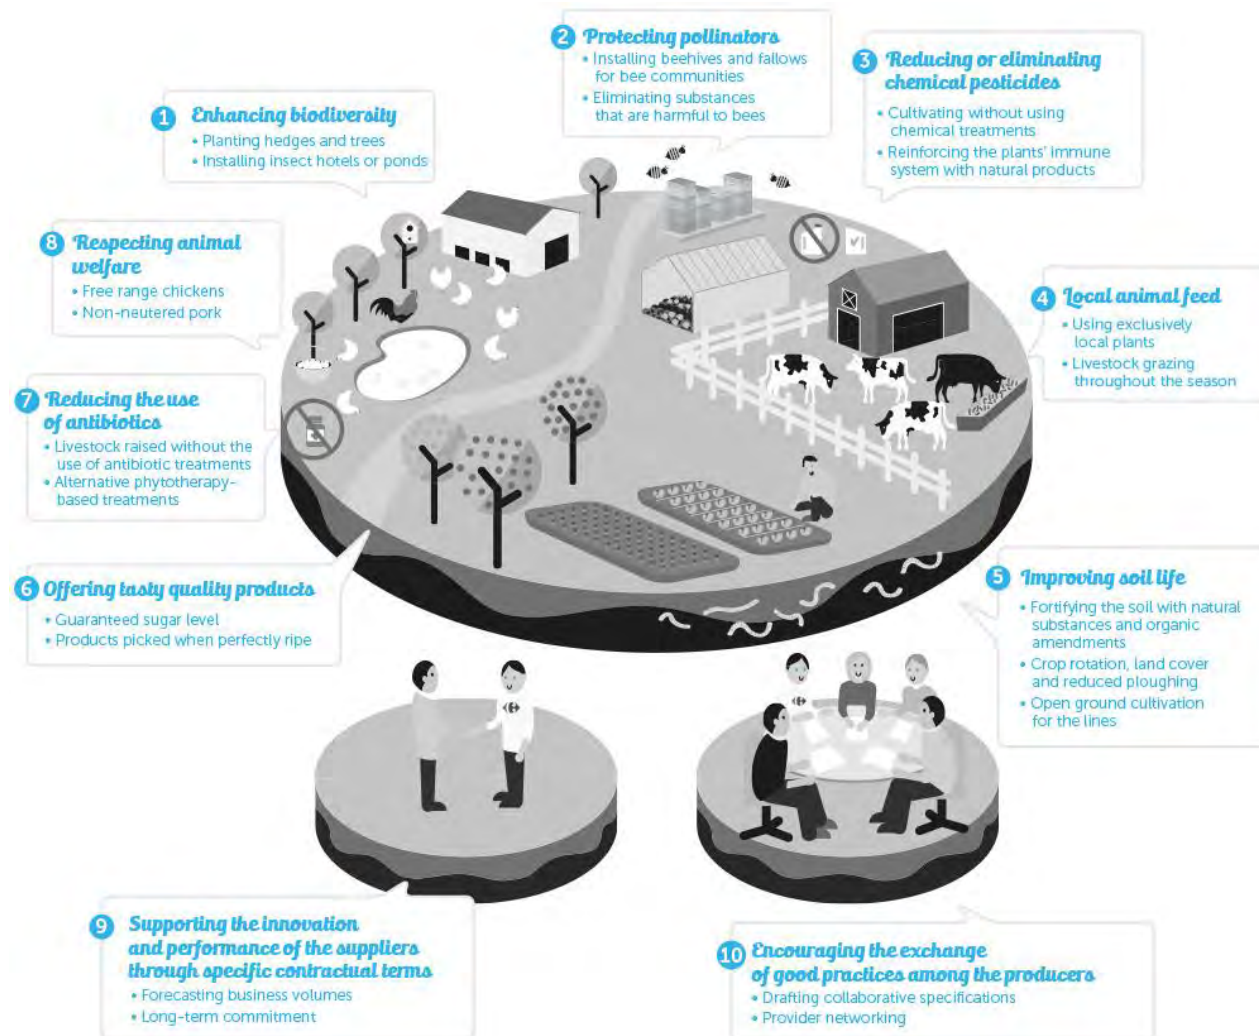 1 Enhancing biodiversity
• Planting hedges and trees
• Installing insect hotels or ponds
2 Protecting pollinators
• Installing beehives and fallows
for bee communities
• Eliminating substances
that are harmful to bees
3 Reducing or eliminating
chemical pesticides
• Cultivating without using
chemical treatments
• Reinforcing the plants' immune
system with natural products
4 Local animal feed
• Using exclusively
local plants
• Livestock grazing
throughout the season
5 Improving soil life
• Fortifying the soil with natural
substances and organic
amendments
• Crop rotation, land cover
and reduced ploughing
• Open ground cultivation
for the lines
6 Offering tasty quality products
• Guaranteed sugar level
• Products picked when perfectly ripe
7 Reducing the use
of antibiotics
• Livestock raised without the
use of antibiotic treatments
• Alternative phytotherapy-
based treatments
8 Respecting animal
welfare
• Free range chickens
• Non-neutered pork
9 Supporting the innovation
and performance of the suppliers
through specific contractual terms
• Forecasting business volumes
• Long-term commitment
10 Encouraging the exchange
of good practices among the producers
• Drafting collaborative specifications
• Provider networking